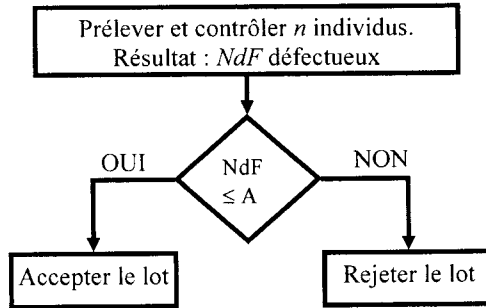 Prélever et contrôler n individus.
Résultat : NdF défectueux
OUI
NON
NdF
≤ A
Accepter le lot
Rejeter le lot